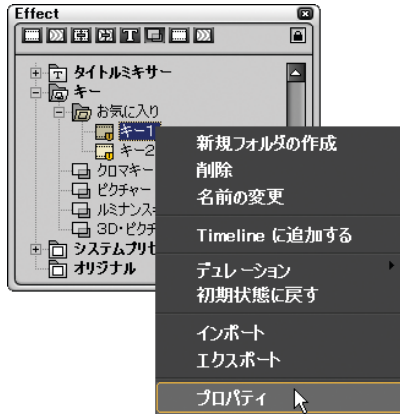 Effect
タイトルミキサー
キー
お気に入り
キー1
キー2
クロマキー
ピクチャー
ルミナンス
3D-ピクチ
システムプリセ
オリジナル
新規フォルダの作成
削除
名前の変更
Timeline に追加する
デュレーション
初期状態に戻す
インポート
エクスポート
プロパティ